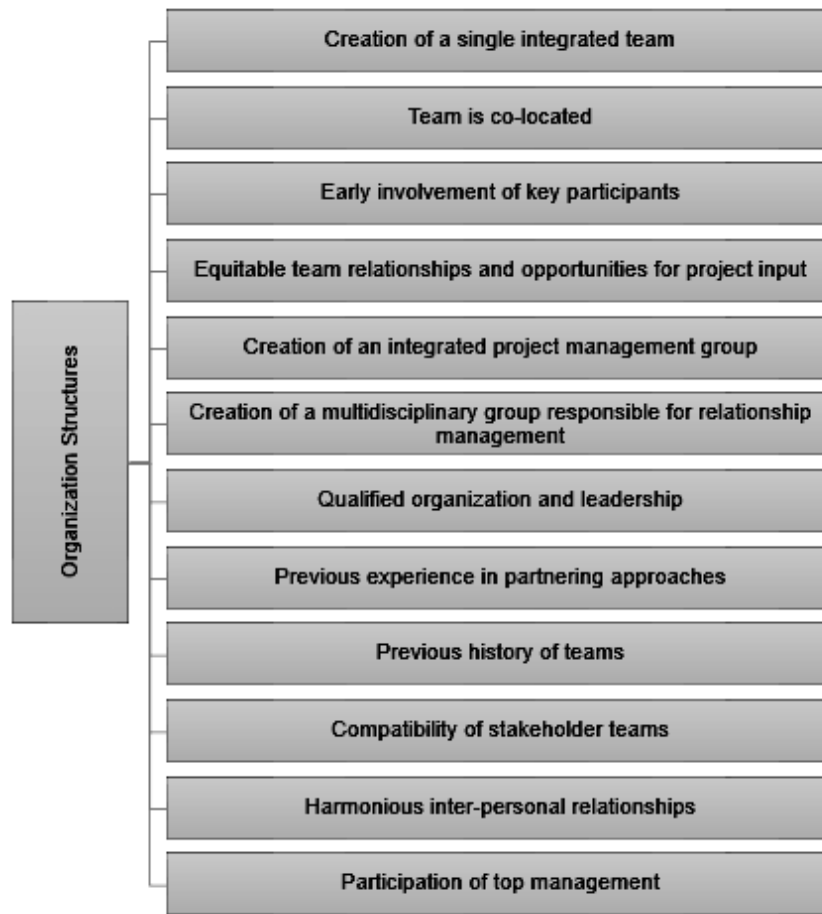 Organization Structures
Creation of a single integrated team
Team is co-located
Early involvement of key participants
Equitable team relationships and opportunities for project input
Creation of an integrated project management group
Creation of a multidisciplinary group responsible for relationship
management
Qualified organization and leadership
Previous experience in partnering approaches
Previous history of teams
Compatibility of stakeholder teams
Harmonious inter-personal relationships
Participation of top management